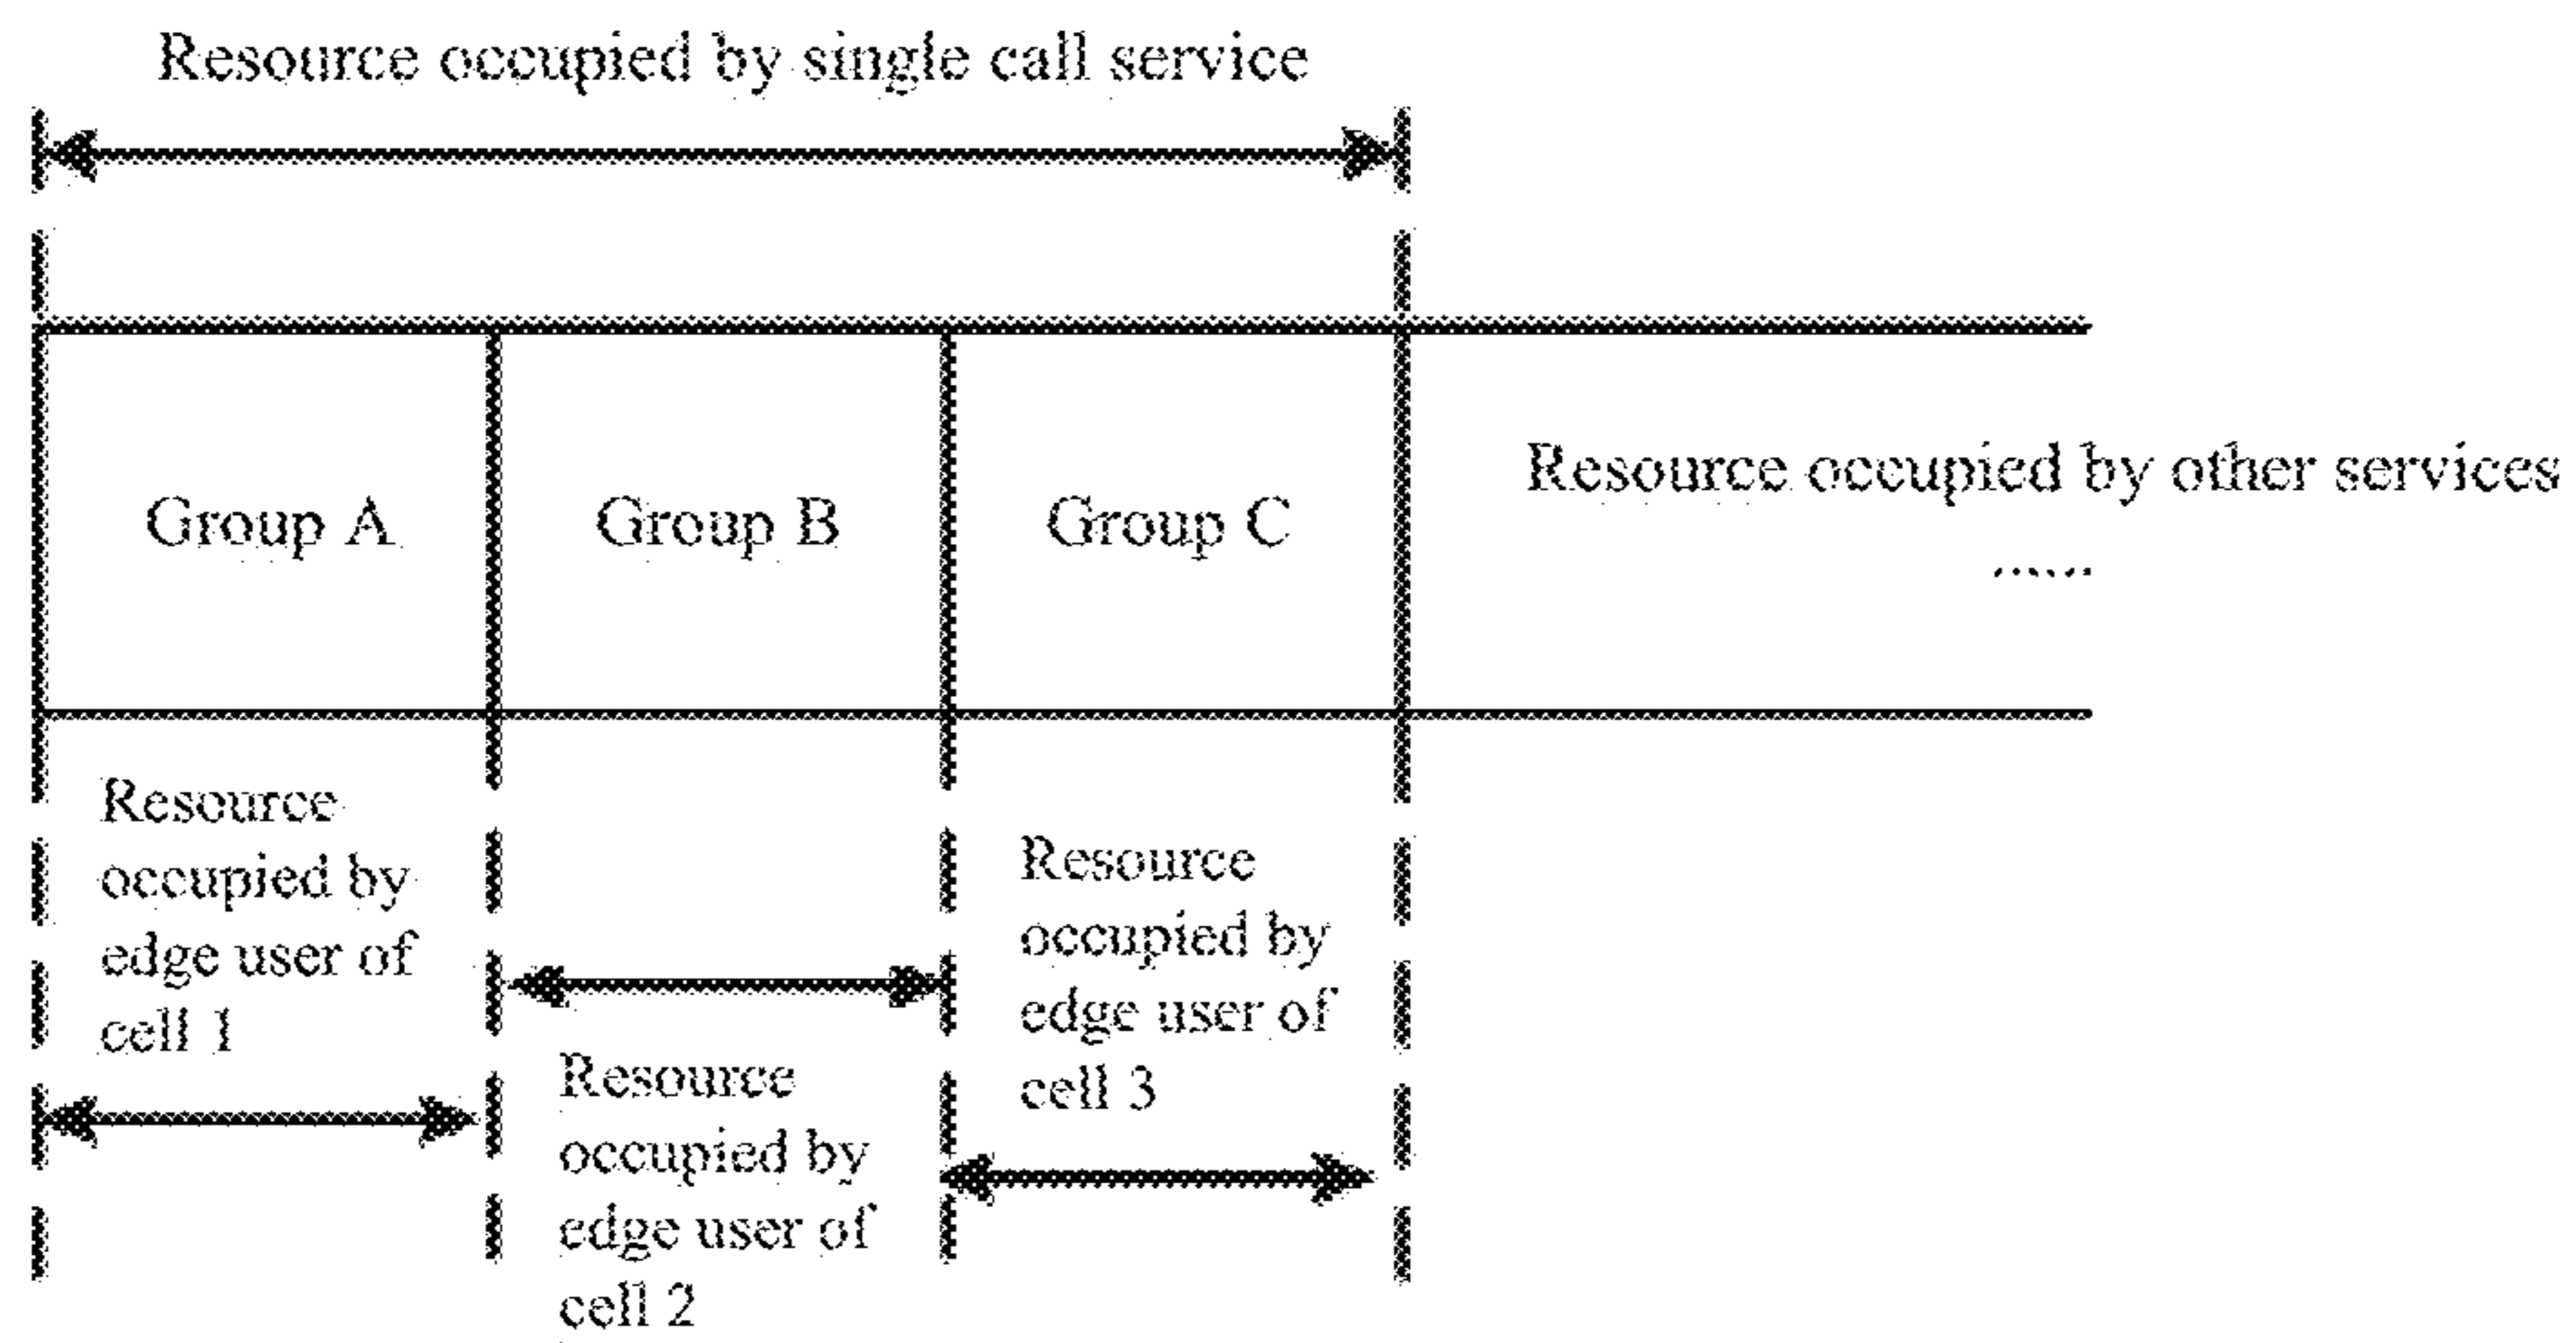 Resource occupied by single call service
Group A
Group B
Group C
Resource occupied by other services
......
Resource
occupied by
edge user of
cell 1
Resource
occupied by
edge user of
cell 2
Resource
occupied by
edge user of
cell 3